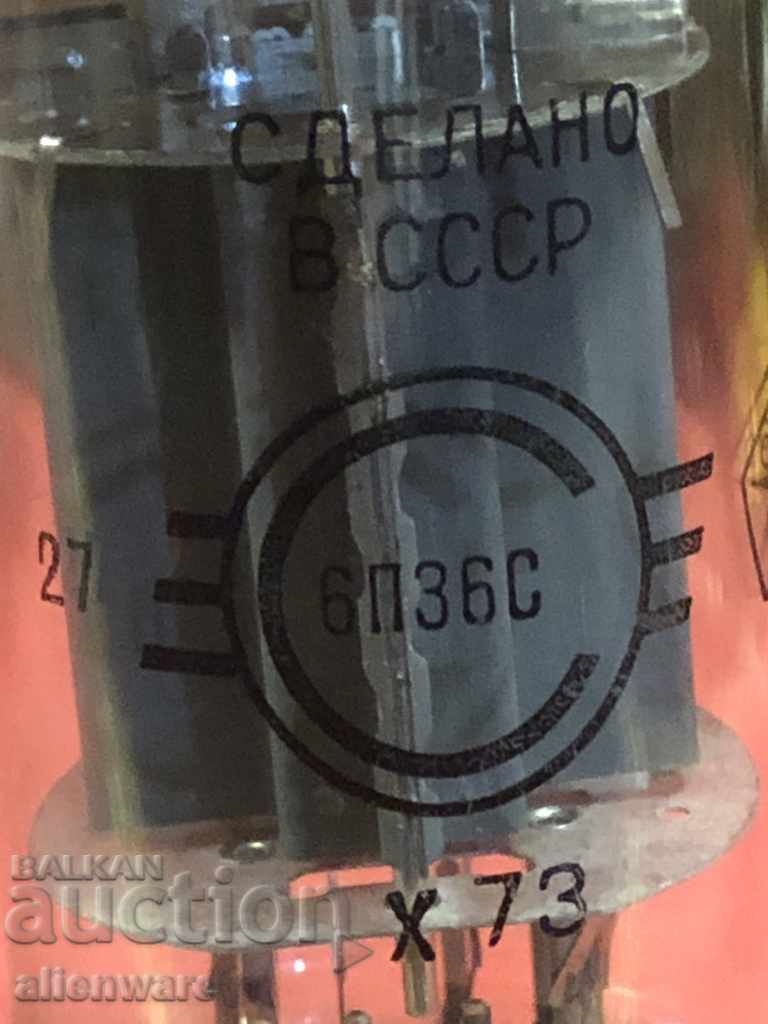 СДЕЛАНО
В СССР
27
6П36С
X 73
BALKAN
auction
alienware